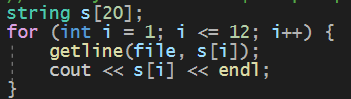 string s[20];
for (int i = 1; i <= 12; i++) {
    getline(file, s[i]);
    cout << s[i] << endl;
}